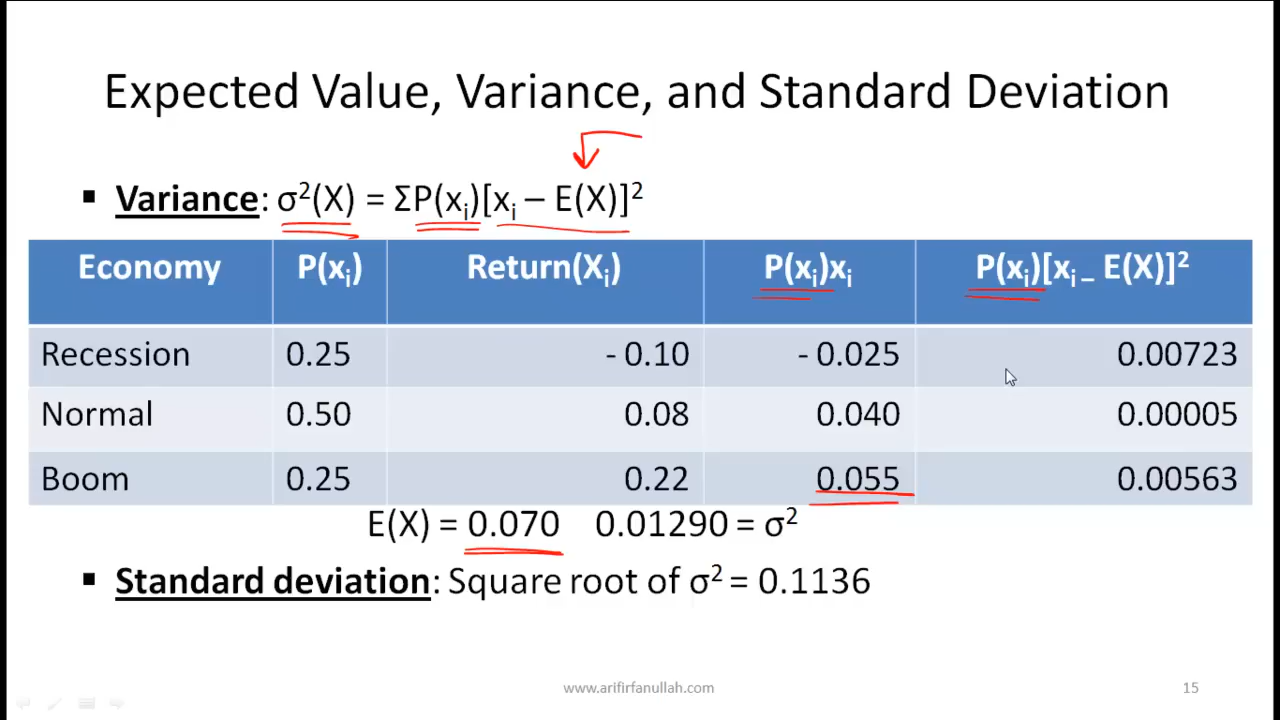 Expected Value, Variance, and Standard Deviation
▪ Variance: σ²(X) = ΣP(xᵢ)[xᵢ – E(X)]²
Economy P(xᵢ) Return(Xᵢ) P(xᵢ)xᵢ P(xᵢ)[xᵢ – E(X)]²
Recession 0.25 - 0.10 - 0.025 0.00723
Normal 0.50 0.08 0.040 0.00005
Boom 0.25 0.22 0.055 0.00563
E(X) = 0.070 0.01290 = σ²
▪ Standard deviation: Square root of σ² = 0.1136
www.arifirfanullah.com 15